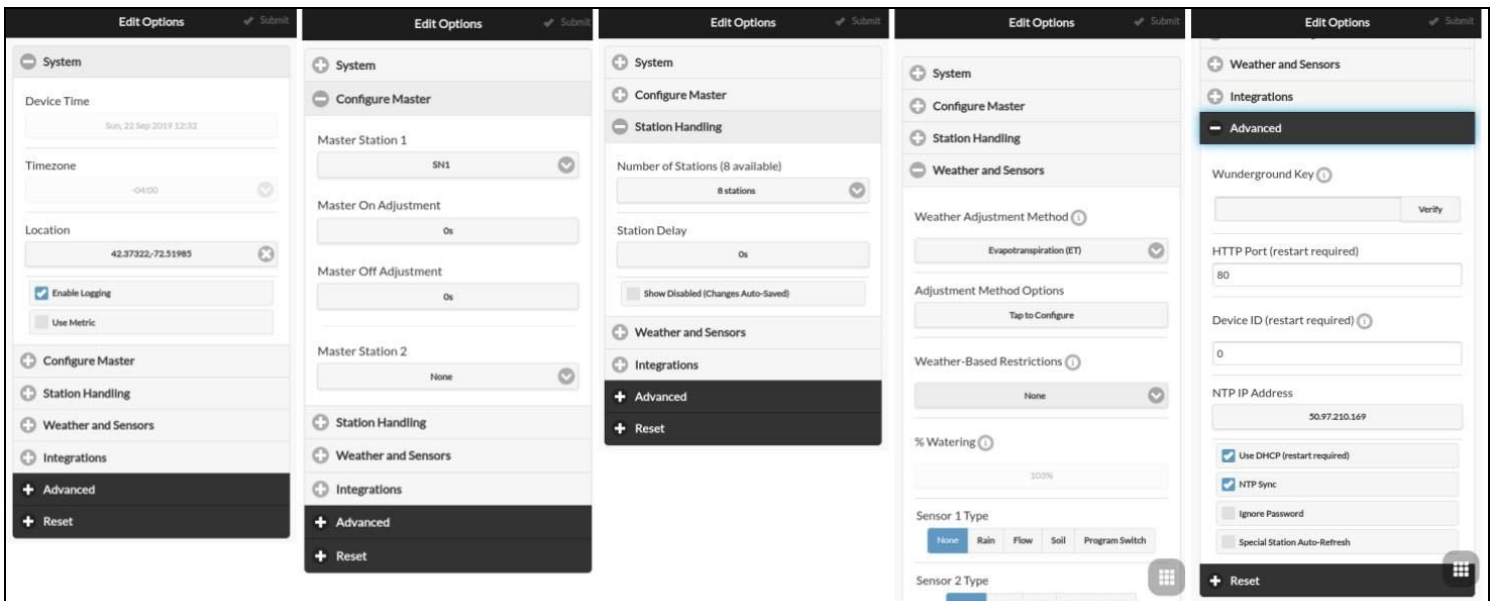 Edit Options
Submit
System
Device Time
Sun, 22 Sep 2019 12:32
Timezone
-04:00
Location
42.37322,-72.51985
Enable Logging
Use Metric
Configure Master
Station Handling
Weather and Sensors
Integrations
Advanced
Reset
Edit Options
Submit
System
Configure Master
Master Station 1
SN1
Master On Adjustment
0s
Master Off Adjustment
0s
Master Station 2
None
Station Handling
Weather and Sensors
Integrations
Advanced
Reset
Edit Options
Submit
System
Configure Master
Station Handling
Number of Stations (8 available)
8 stations
Station Delay
0s
Show Disabled (Changes Auto-Saved)
Weather and Sensors
Integrations
Advanced
Reset
Edit Options
Submit
System
Configure Master
Station Handling
Weather and Sensors
Weather Adjustment Method
Evapotranspiration (ET)
Adjustment Method Options
Tap to Configure
Weather-Based Restrictions
None
% Watering
103%
Sensor 1 Type
None Rain Flow Soil Program Switch
Sensor 2 Type
Edit Options
Submit
Weather and Sensors
Integrations
Advanced
Wunderground Key
Verify
HTTP Port (restart required)
80
Device ID (restart required)
0
NTP IP Address
50.97.210.169
Use DHCP (restart required)
NTP Sync
Ignore Password
Special Station Auto-Refresh
Reset